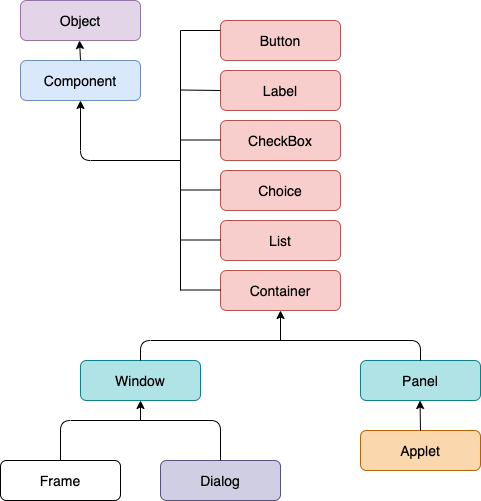 Object
Component
Button
Label
CheckBox
Choice
List
Container
Window
Panel
Applet
Frame
Dialog